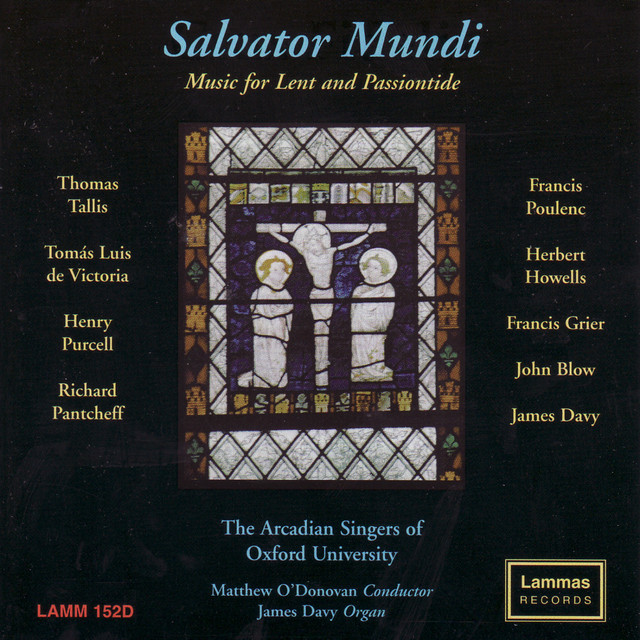 Salvator Mundi
Music for Lent and Passiontide
Thomas
Tallis
Tomás Luis
de Victoria
Henry
Purcell
Richard
Pantcheff
Francis
Poulenc
Herbert
Howells
Francis Grier
John Blow
James Davy
The Arcadian Singers of
Oxford University
Matthew O'Donovan Conductor
James Davy Organ
LAMM 152D
Lammas
RECORDS